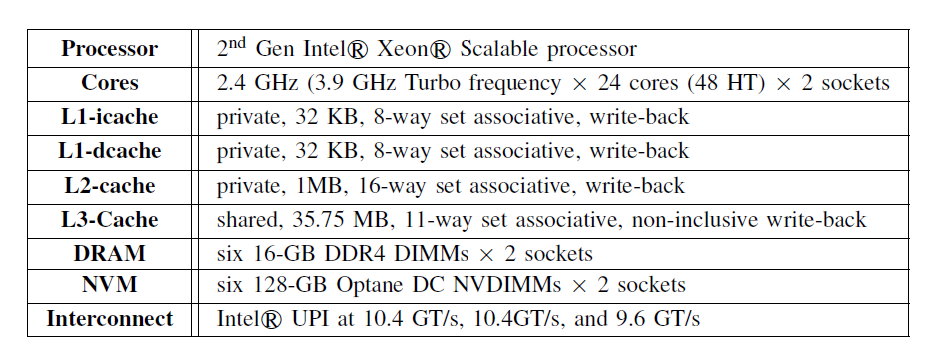 Processor 2nd Gen Intel® Xeon® Scalable processor
Cores 2.4 GHz (3.9 GHz Turbo frequency × 24 cores (48 HT) × 2 sockets
L1-icache private, 32 KB, 8-way set associative, write-back
L1-dcache private, 32 KB, 8-way set associative, write-back
L2-cache private, 1MB, 16-way set associative, write-back
L3-Cache shared, 35.75 MB, 11-way set associative, non-inclusive write-back
DRAM six 16-GB DDR4 DIMMs × 2 sockets
NVM six 128-GB Optane DC NVDIMMs × 2 sockets
Interconnect Intel® UPI at 10.4 GT/s, 10.4GT/s, and 9.6 GT/s